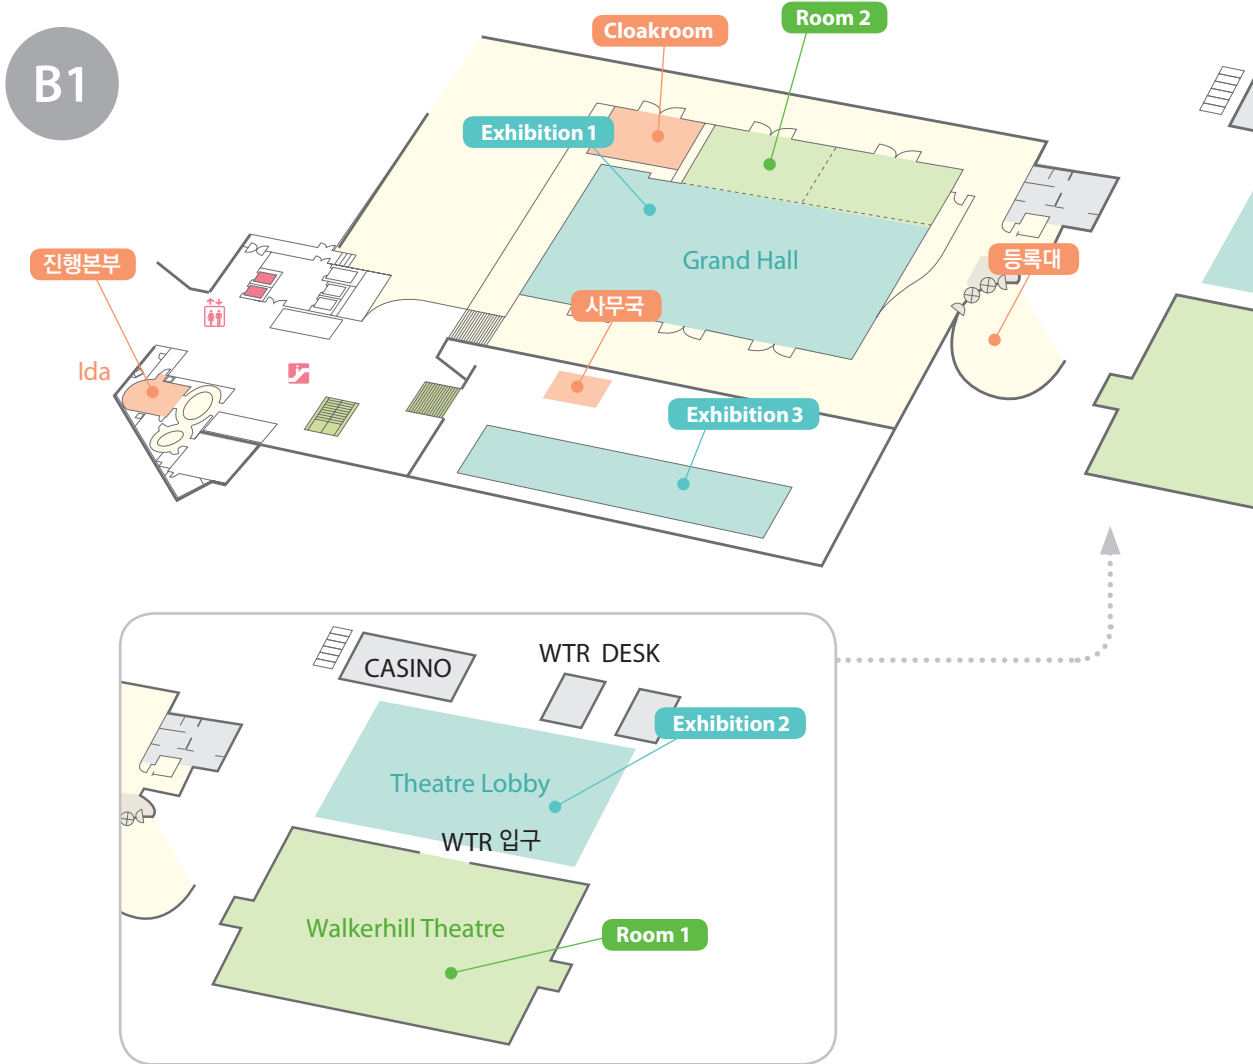 B1
Cloakroom
Room 2
Exhibition 1
진행본부
Grand Hall
등록대
사무국
Ida
Exhibition 3
CASINO
WTR DESK
Exhibition 2
Theatre Lobby
WTR 입구
Walkerhill Theatre
Room 1